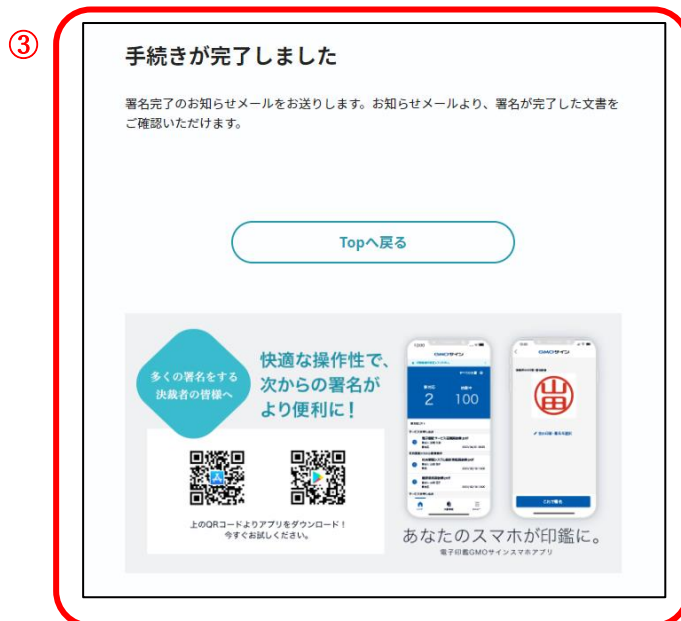 ③
手続きが完了しました
署名完了のお知らせメールをお送りします。お知らせメールより、署名が完了した文書を
ご確認いただけます。
Topへ戻る
多くの署名をする
決裁者の皆様へ
快適な操作性で、
次からの署名が
より便利に!
上のQRコードよりアプリをダウンロード!
今すぐお試しください。
GMOサイン
2
100
GMOサイン
山田
これで署名
あなたのスマホが印鑑に。
電子印鑑GMOサインスマホアプリ